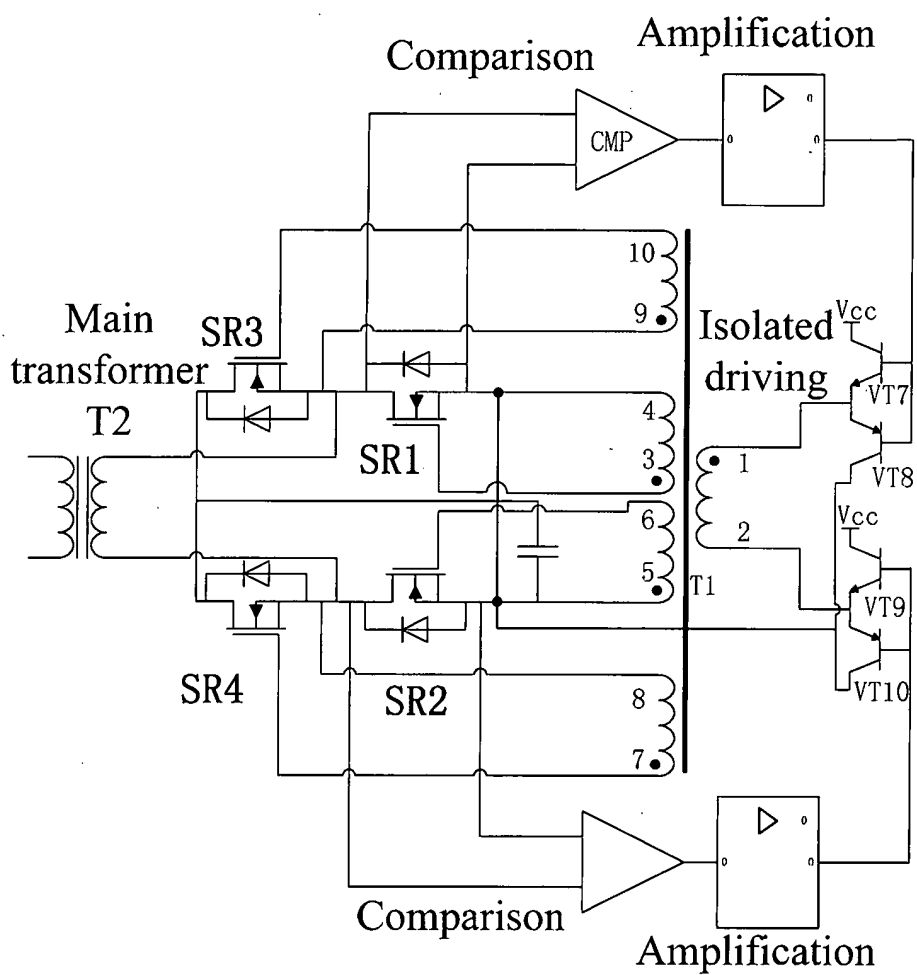 Amplification
Comparison
CMP
o
o
o
10
9
Main
transformer
T2
SR3
Isolated
driving
Vcc
VT7
4
3
SR1
1
VT8
6
2
Vcc
5
T1
VT9
SR4
SR2
8
VT10
7
o
o
o
Comparison
Amplification